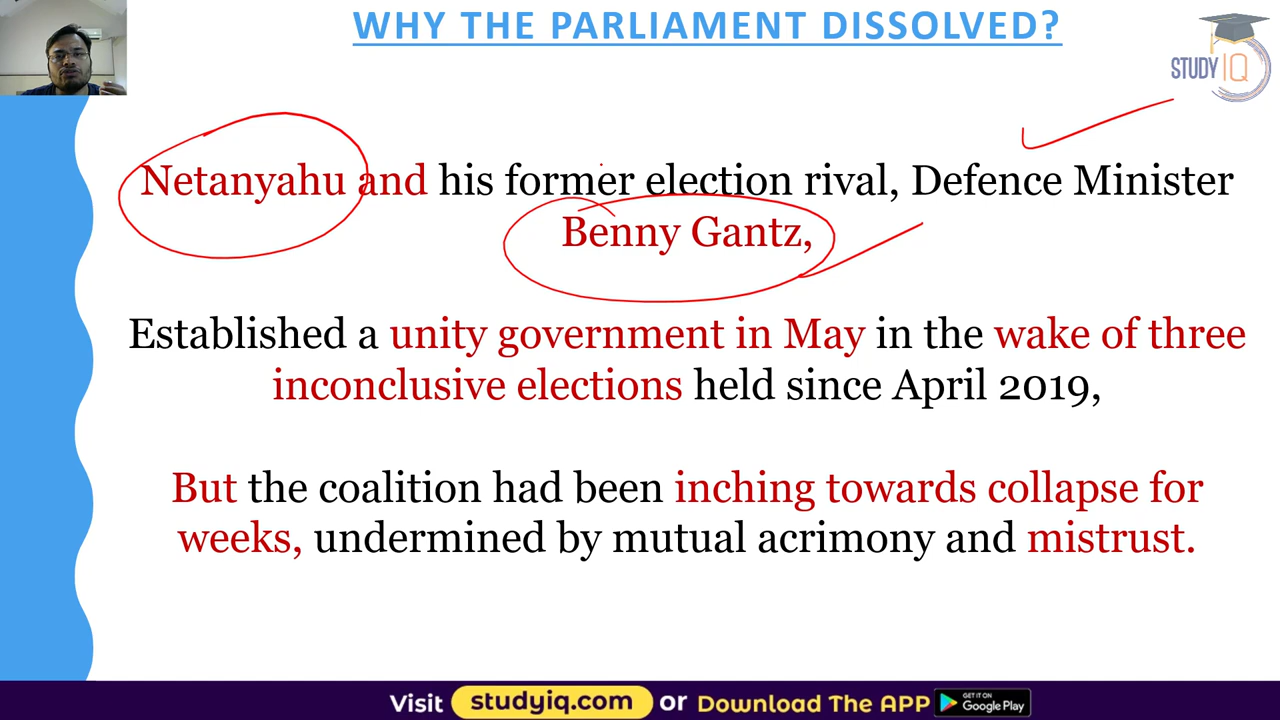 WHY THE PARLIAMENT DISSOLVED?
STUDY IQ
Netanyahu and his former election rival, Defence Minister
Benny Gantz,
Established a unity government in May in the wake of three
inconclusive elections held since April 2019,
But the coalition had been inching towards collapse for
weeks, undermined by mutual acrimony and mistrust.
Visit studyiq.com or Download The APP GET IT ON Google Play